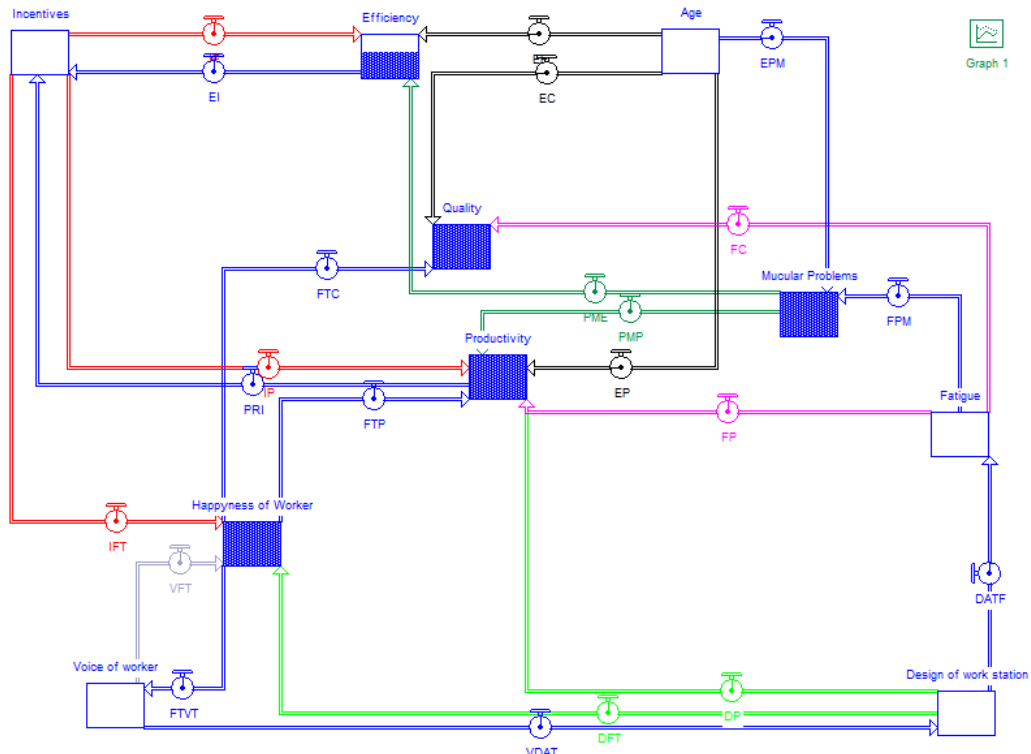 Incentives
Efficiency
Age
EI
EC
EPM
Graph 1
Quality
FTC
FC
Mucular Problems
PME
PMP
FPM
Productivity
IP
PRI
FTP
EP
FP
Fatigue
Happyness of Worker
IFT
VFT
DATF
Voice of worker
Design of work station
FTVT
DFT
DP
VDAT